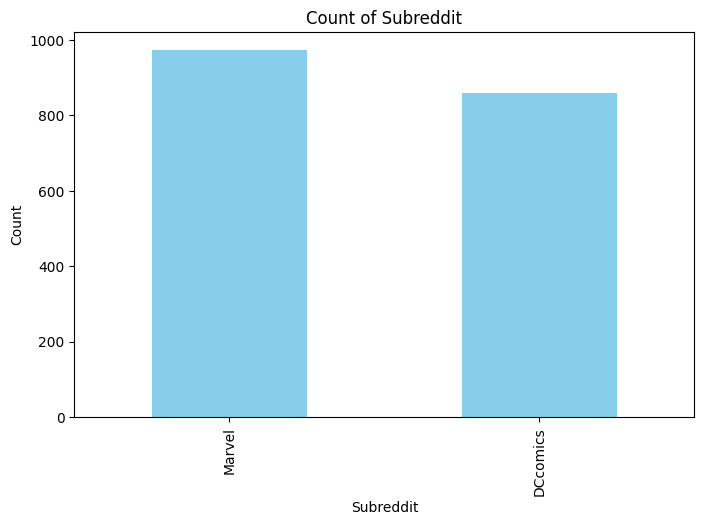 Count of Subreddit
1000
800
600
400
200
0
Count
Marvel
DCcomics
Subreddit